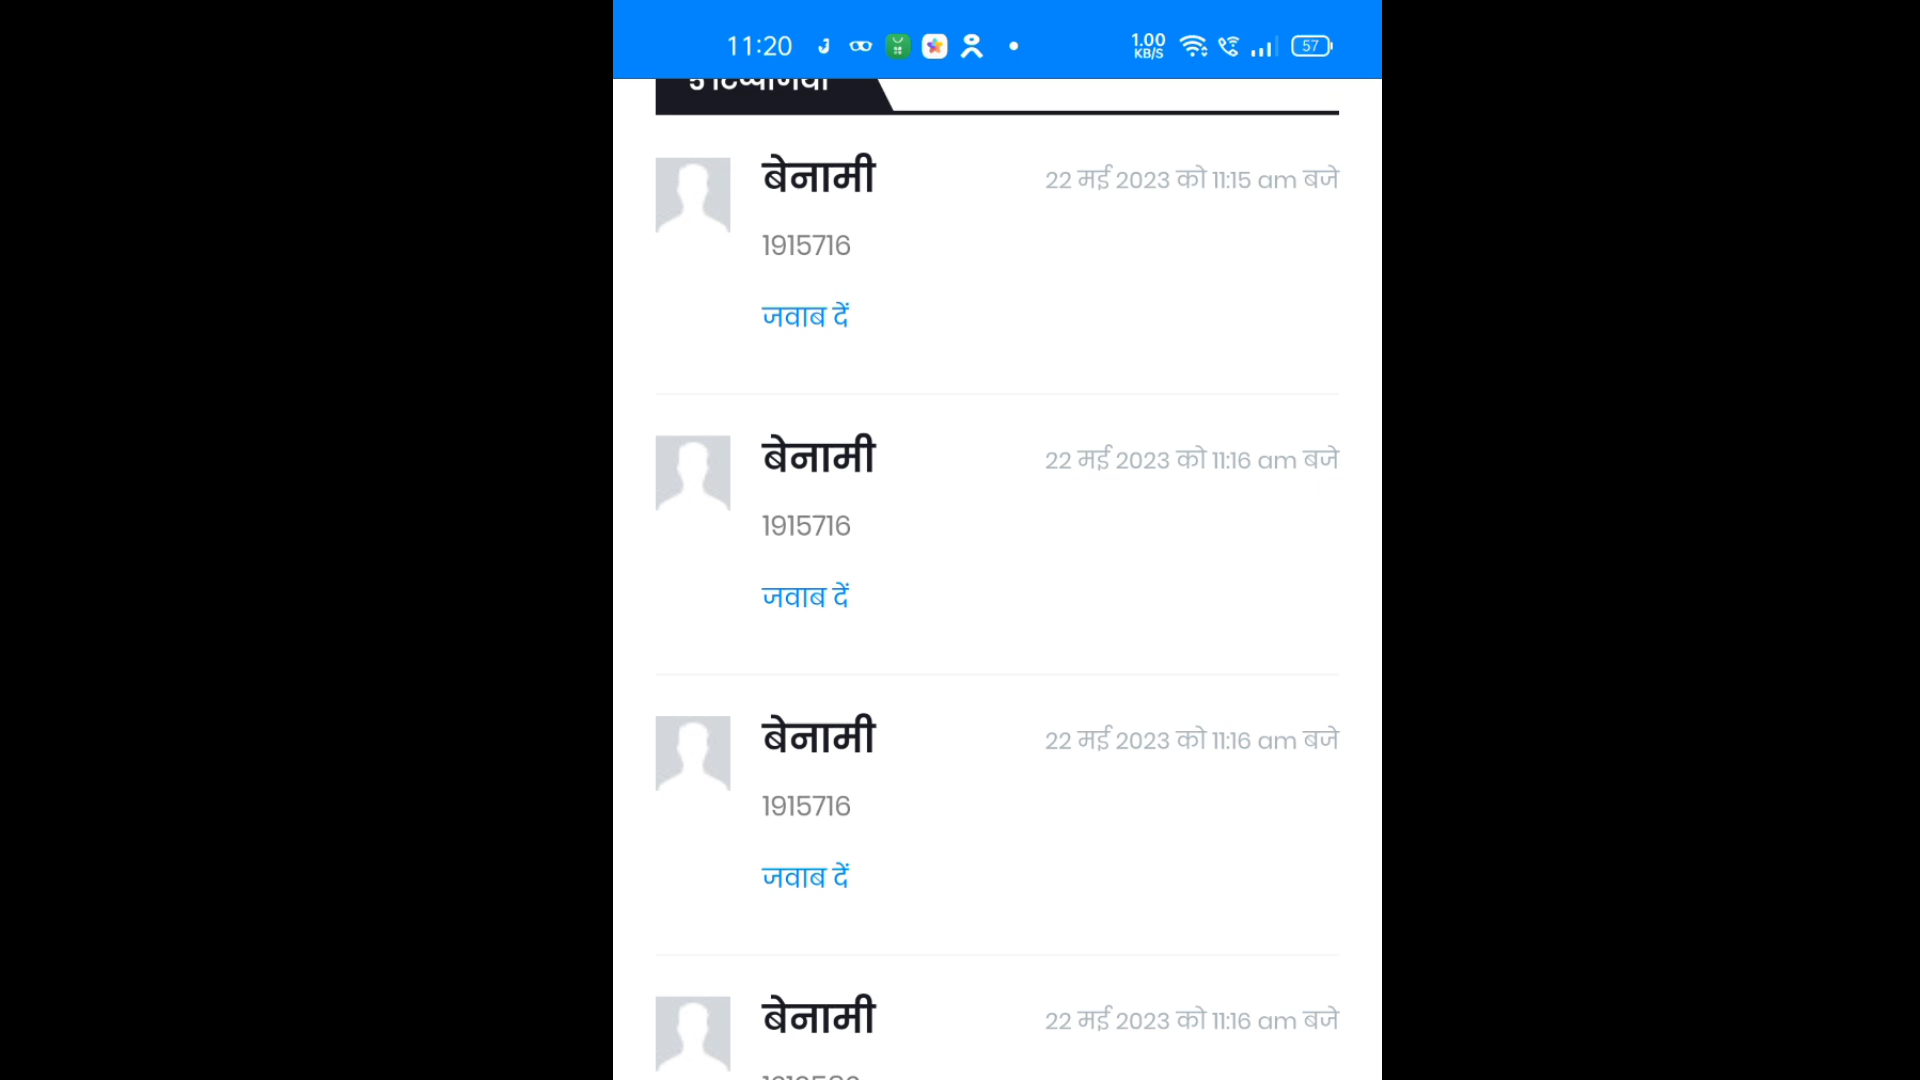 11:20
1.00
KB/S
57
5 टिप्पणियां
बेनामी
22 मई 2023 को 11:15 am बजे
1915716
जवाब दें
बेनामी
22 मई 2023 को 11:16 am बजे
1915716
जवाब दें
बेनामी
22 मई 2023 को 11:16 am बजे
1915716
जवाब दें
बेनामी
22 मई 2023 को 11:16 am बजे